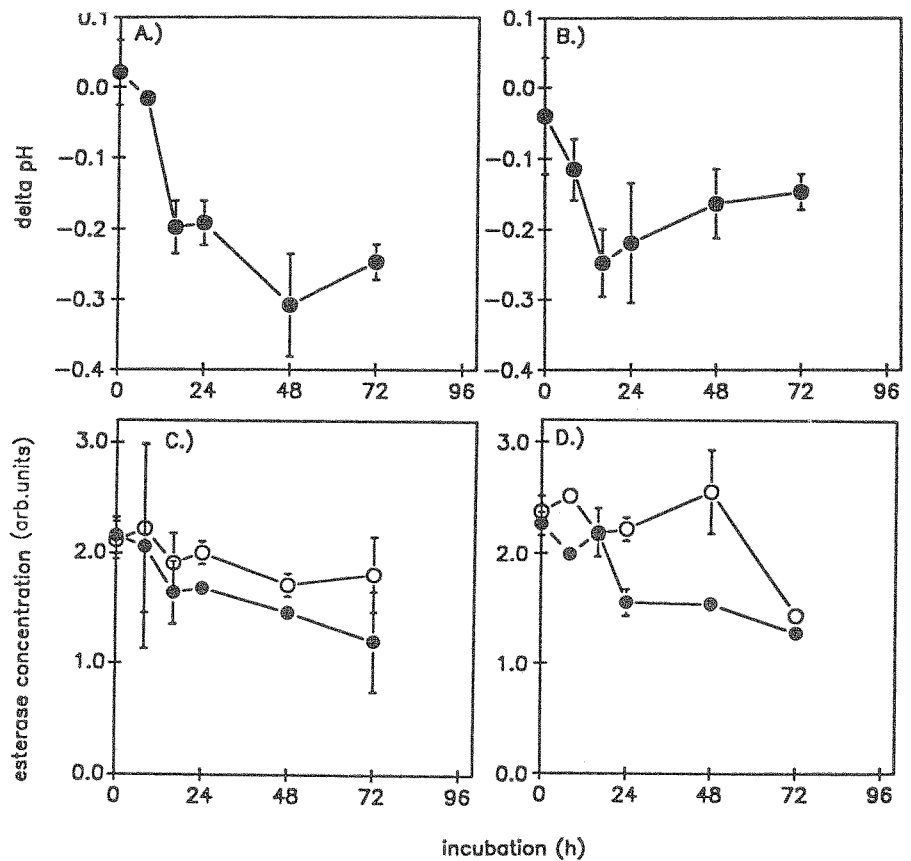 0.1
A.)
0.0
−0.1
−0.2
−0.3
−0.4
0 24 48 72 96
delta pH
0.1
B.)
0.0
−0.1
−0.2
−0.3
−0.4
0 24 48 72 96
3.0
C.)
2.0
1.0
0.0
0 24 48 72 96
esterase concentration (arb.units)
3.0
D.)
2.0
1.0
0.0
0 24 48 72 96
incubation (h)